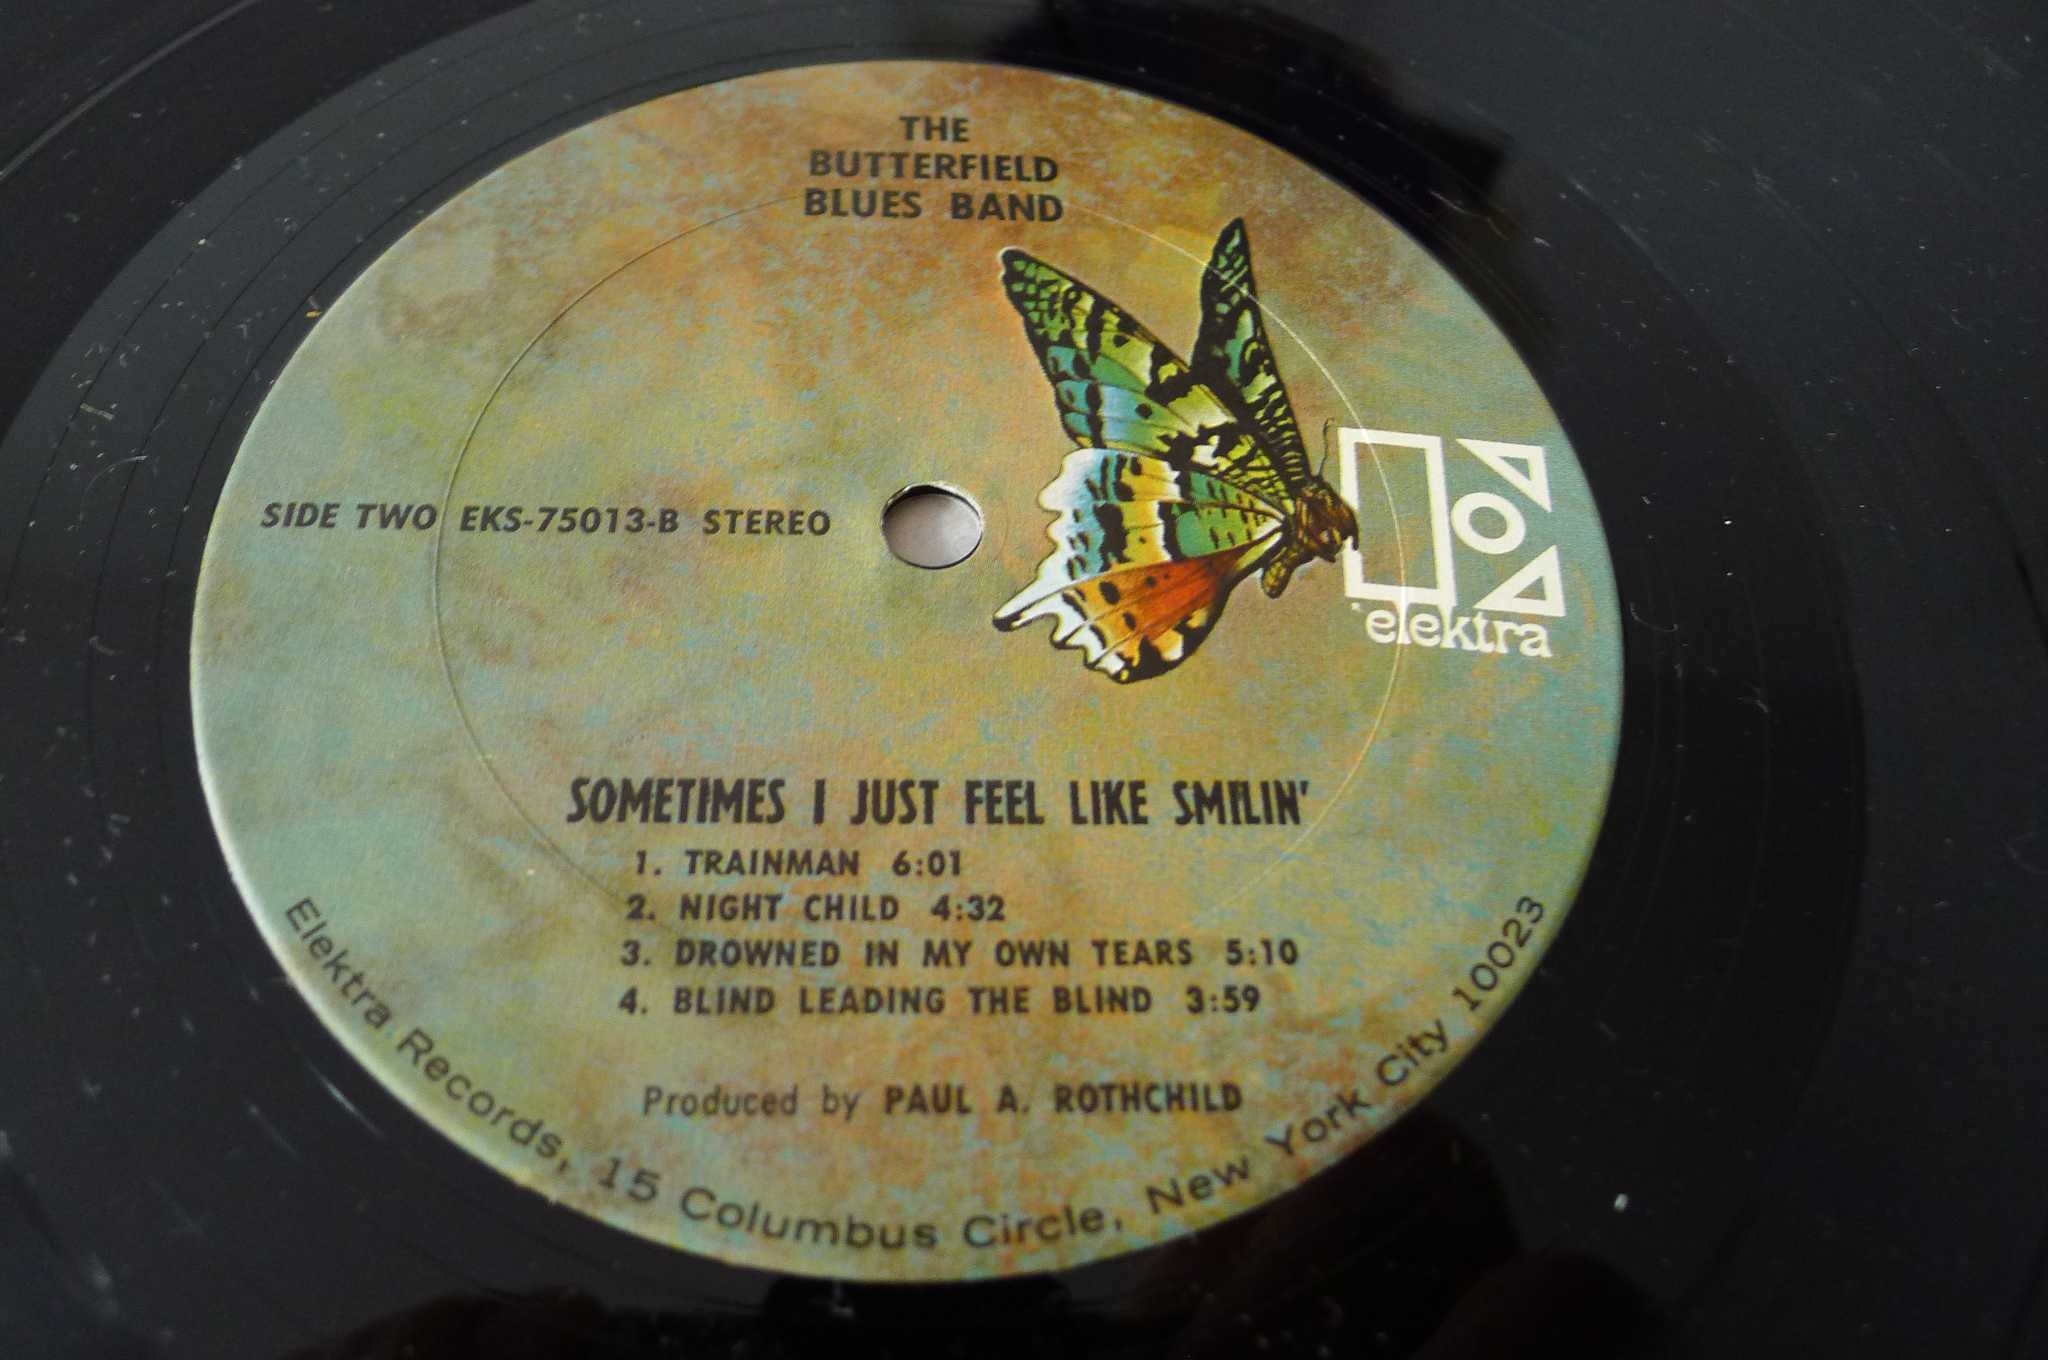 THE
BUTTERFIELD
BLUES BAND
elektra
SIDE TWO EKS-75013-B STEREO
SOMETIMES I JUST FEEL LIKE SMILIN'
1. TRAINMAN 6:01
2. NIGHT CHILD 4:32
3. DROWNED IN MY OWN TEARS 5:10
4. BLIND LEADING THE BLIND 3:59
Produced by PAUL A. ROTHCHILD
Elektra Records, 15 Columbus Circle, New York City 10023